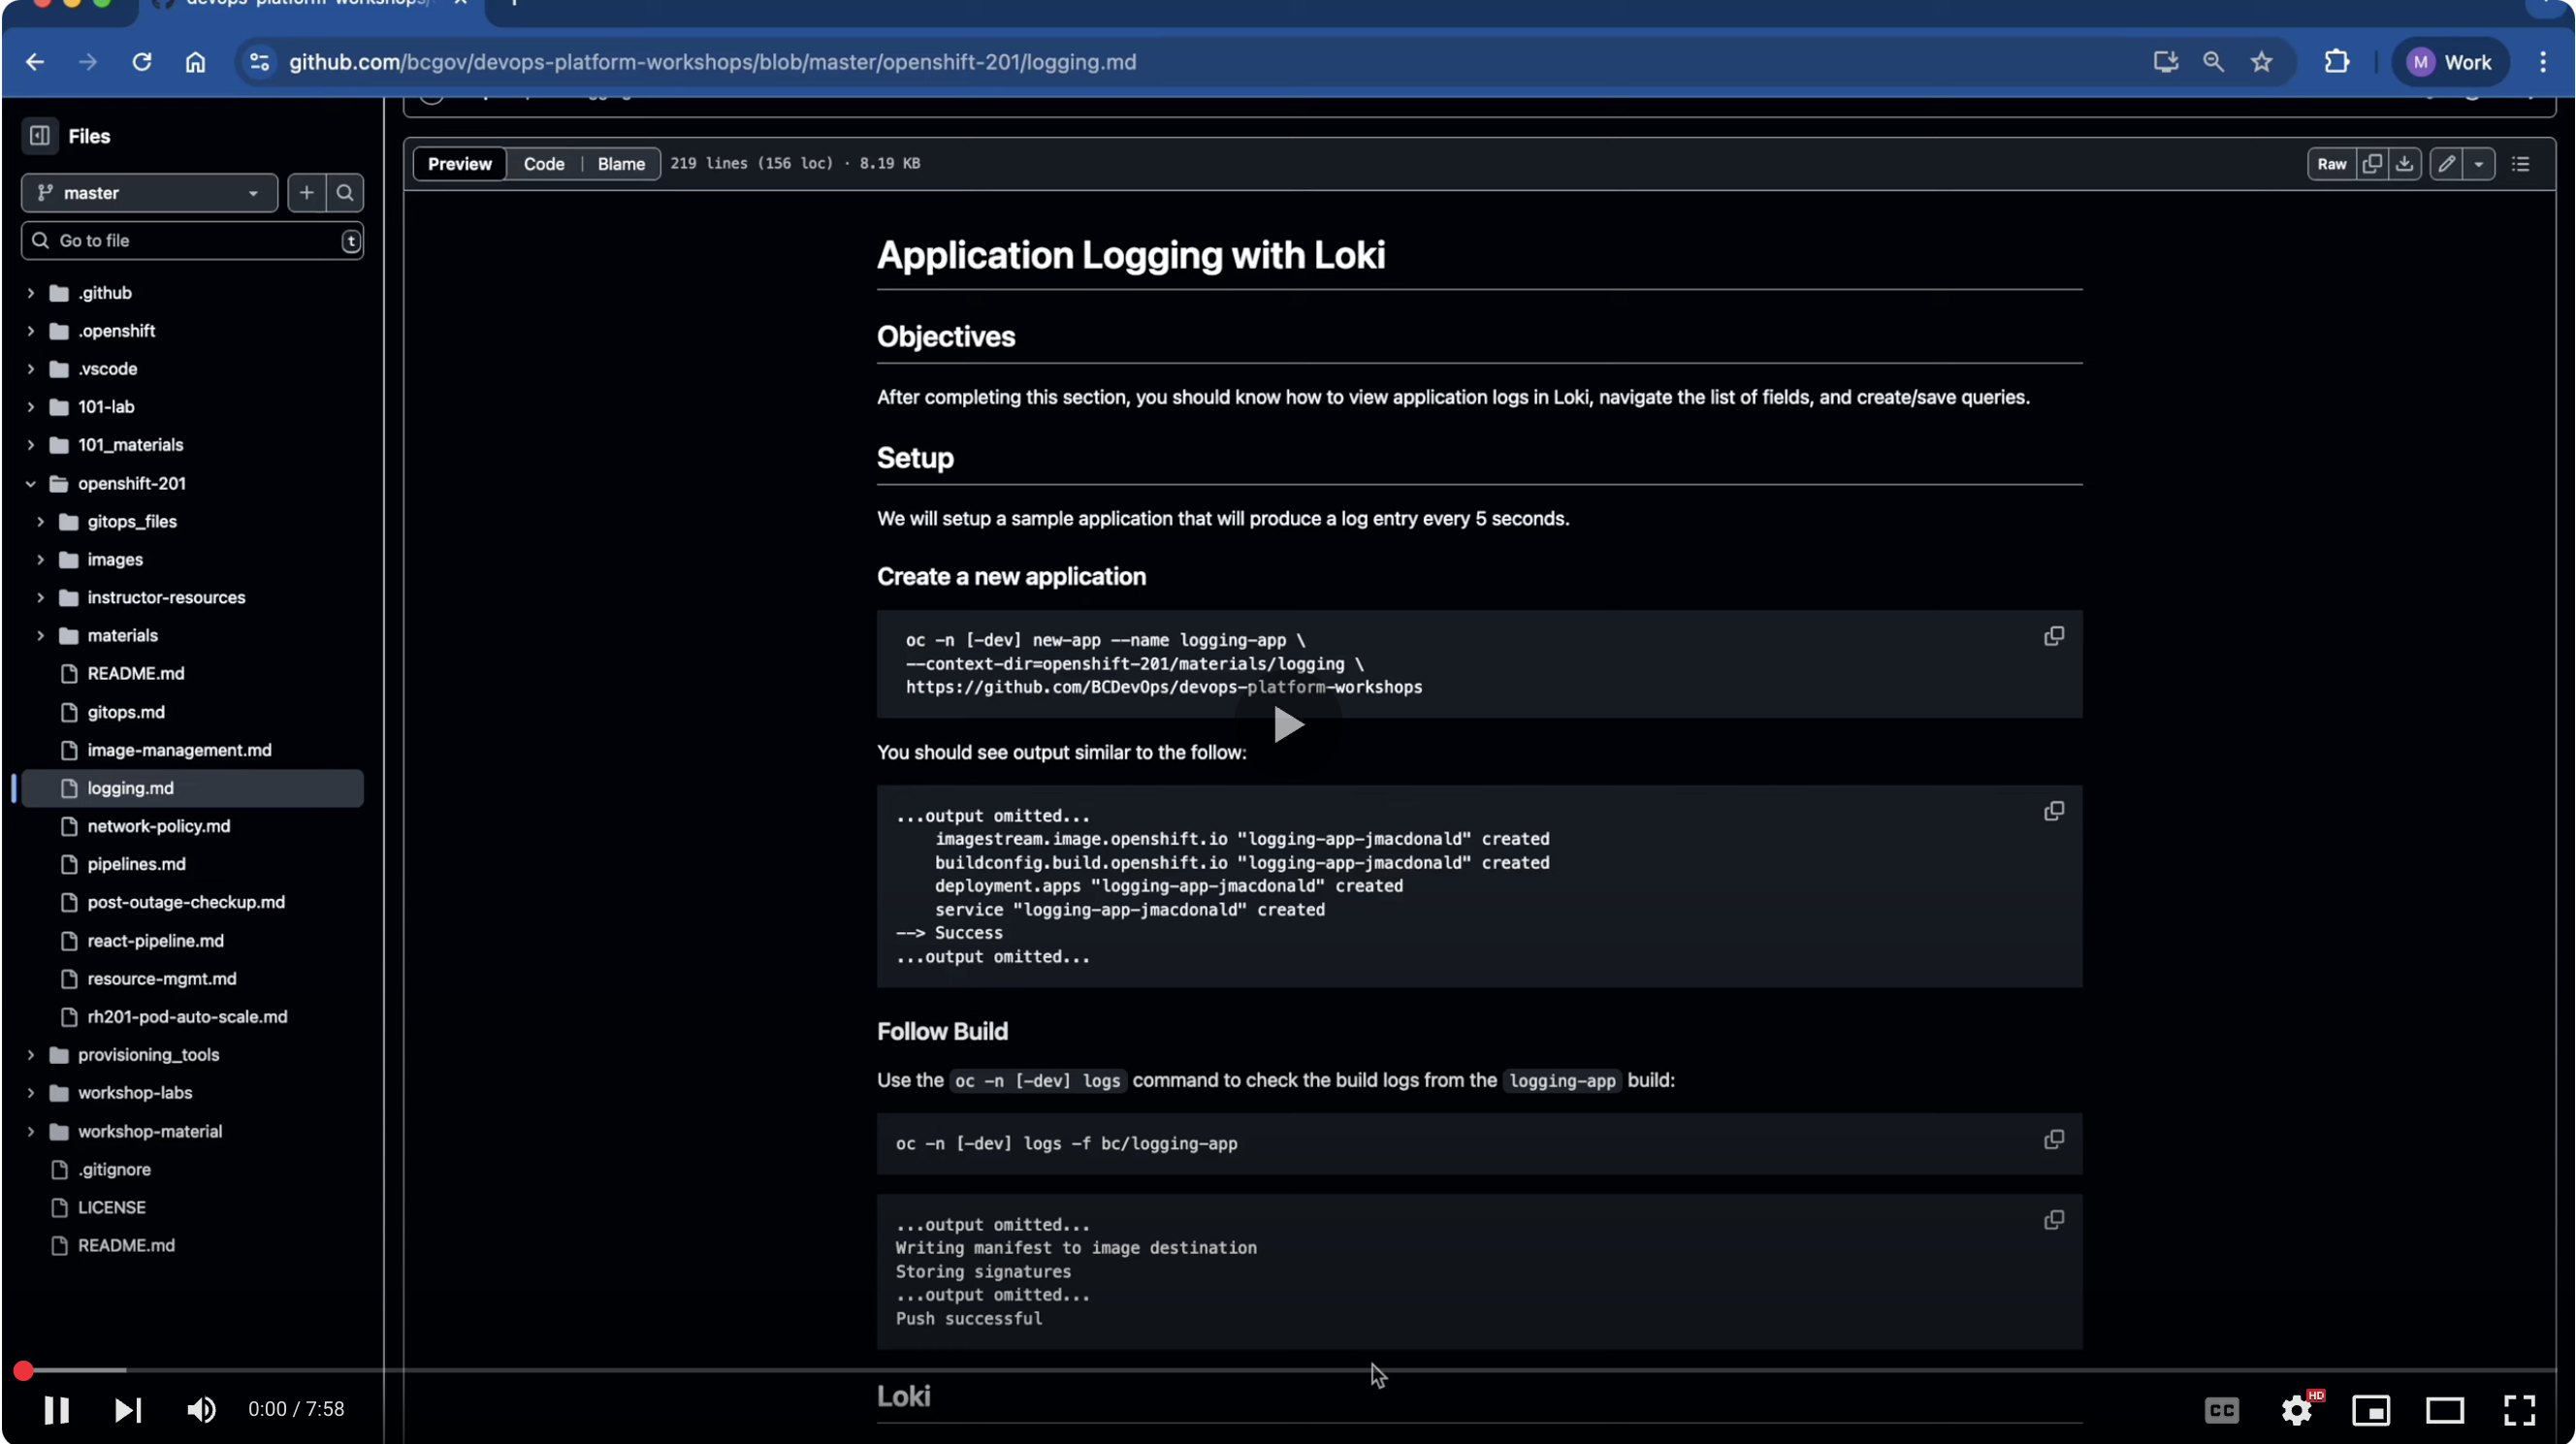 github.com/bcgov/devops-platform-workshops/blob/master/openshift-201/logging.md
M Work
Files
Preview Code Blame 219 lines (156 loc) · 8.19 KB
Raw
master
Go to file
t
.github
.openshift
.vscode
101-lab
101_materials
openshift-201
gitops_files
images
instructor-resources
materials
README.md
gitops.md
image-management.md
logging.md
network-policy.md
pipelines.md
post-outage-checkup.md
react-pipeline.md
resource-mgmt.md
rh201-pod-auto-scale.md
provisioning_tools
workshop-labs
workshop-material
.gitignore
LICENSE
README.md
Application Logging with Loki
Objectives
After completing this section, you should know how to view application logs in Loki, navigate the list of fields, and create/save queries.
Setup
We will setup a sample application that will produce a log entry every 5 seconds.
Create a new application
oc -n [-dev] new-app --name logging-app \
--context-dir=openshift-201/materials/logging \
https://github.com/BCDevOps/devops-platform-workshops
You should see output similar to the follow:
...output omitted...
imagestream.image.openshift.io "logging-app-jmacdonald" created
buildconfig.build.openshift.io "logging-app-jmacdonald" created
deployment.apps "logging-app-jmacdonald" created
service "logging-app-jmacdonald" created
--> Success
...output omitted...
Follow Build
Use the oc -n [-dev] logs command to check the build logs from the logging-app build:
oc -n [-dev] logs -f bc/logging-app
...output omitted...
Writing manifest to image destination
Storing signatures
...output omitted...
Push successful
Loki
0:00 / 7:58
CC
HD